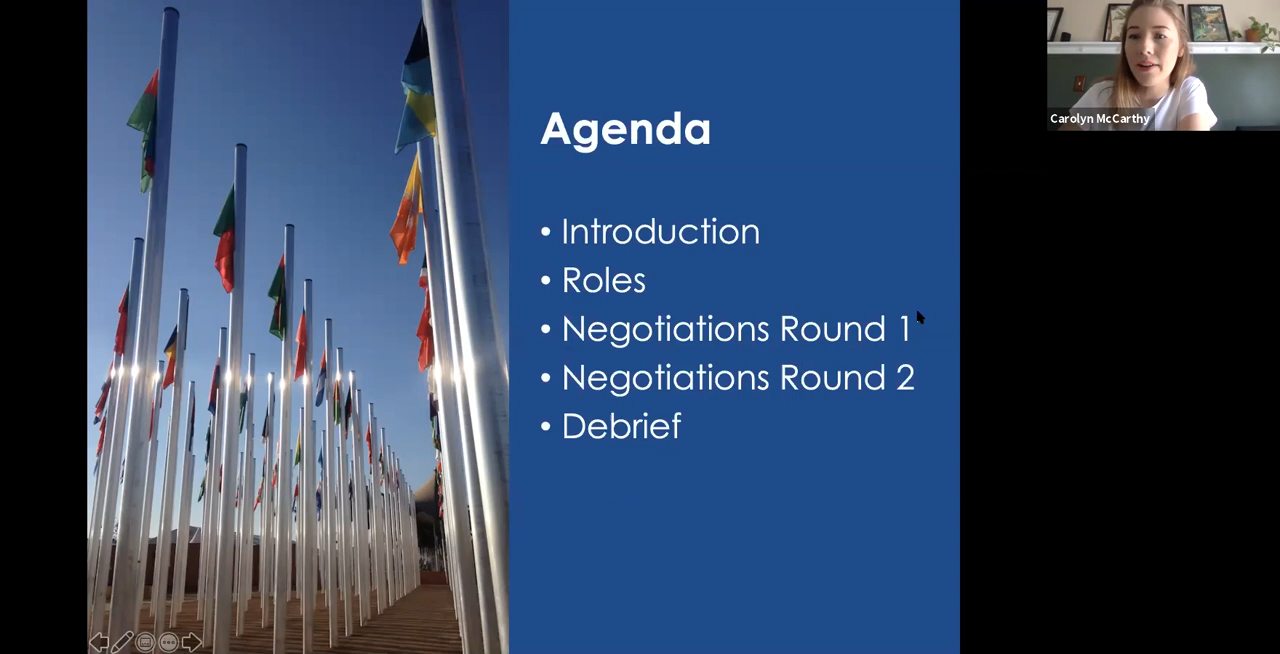 Agenda
• Introduction
• Roles
• Negotiations Round 1
• Negotiations Round 2
• Debrief
Carolyn McCarthy